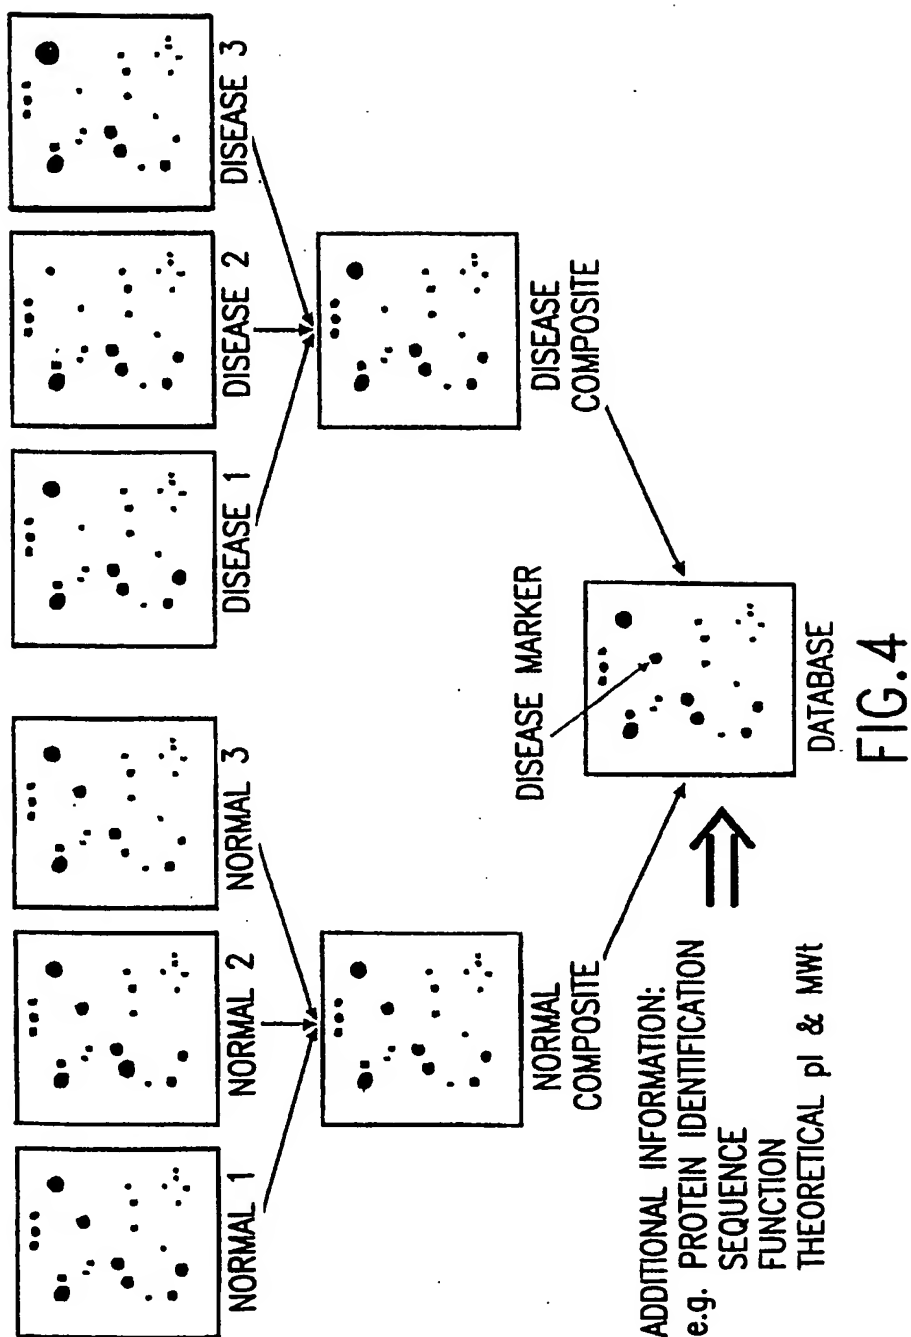 NORMAL 1
NORMAL 2
NORMAL 3
DISEASE 1
DISEASE 2
DISEASE 3
NORMAL
COMPOSITE
DISEASE
COMPOSITE
DISEASE MARKER
ADDITIONAL INFORMATION:
e.g. PROTEIN IDENTIFICATION
SEQUENCE
FUNCTION
THEORETICAL pI & MWt
DATABASE
FIG.4